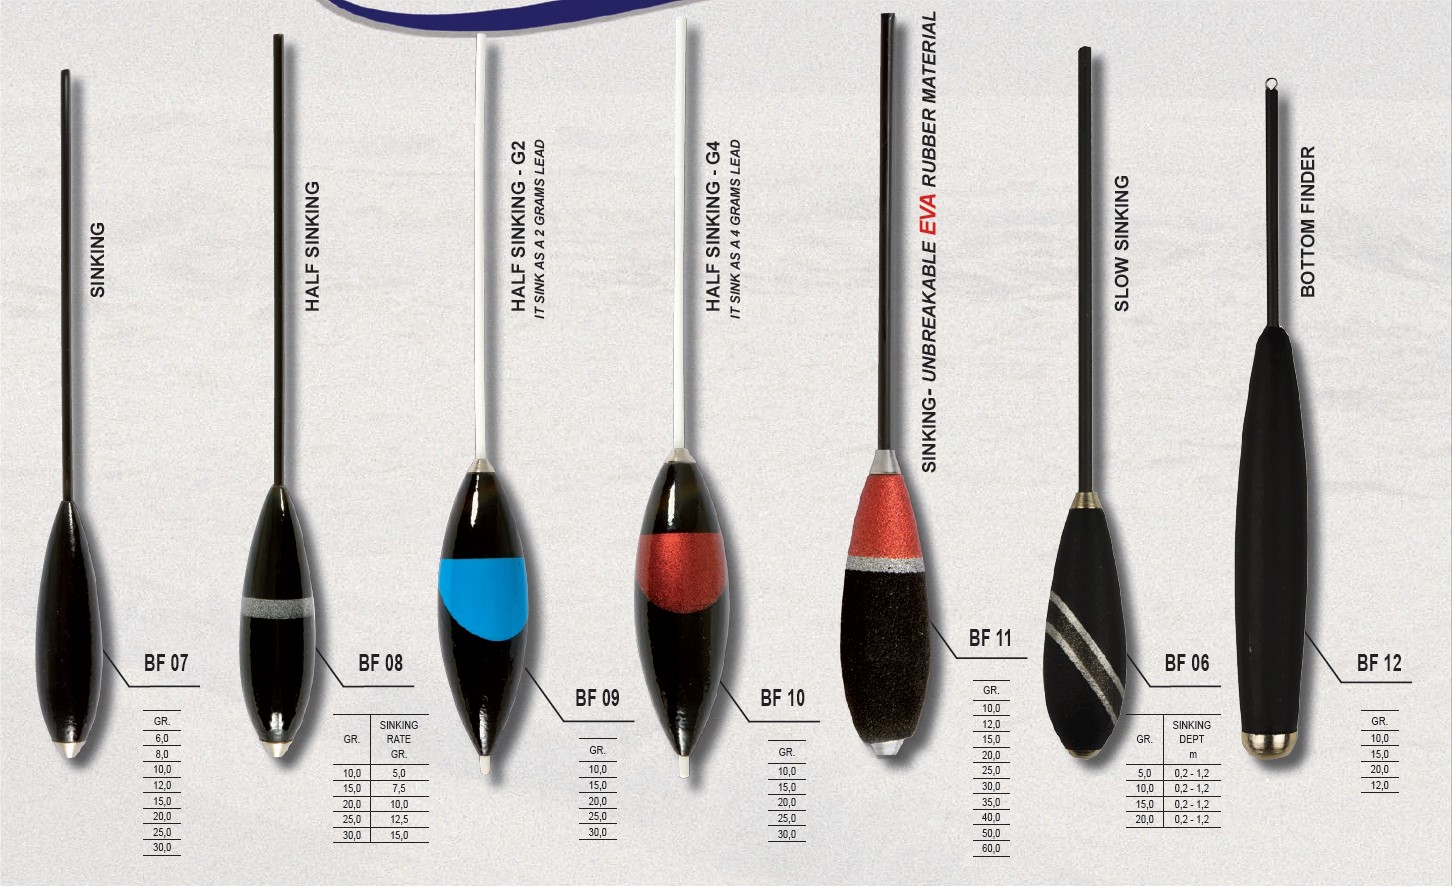 SINKING
BF 07
GR.
6,0
8,0
10,0
12,0
15,0
20,0
25,0
30,0
HALF SINKING
BF 08
GR. SINKING RATE GR.
10,0 5,0
15,0 7,5
20,0 10,0
25,0 12,5
30,0 15,0
HALF SINKING - G2
IT SINK AS A 2 GRAMS LEAD
BF 09
GR.
10,0
15,0
20,0
25,0
30,0
HALF SINKING - G4
IT SINK AS A 4 GRAMS LEAD
BF 10
GR.
10,0
15,0
20,0
25,0
30,0
SINKING- UNBREAKABLE EVA RUBBER MATERIAL
BF 11
GR.
10,0
12,0
15,0
20,0
25,0
30,0
35,0
40,0
50,0
60,0
SLOW SINKING
BF 06
GR. SINKING DEPT m
5,0 0,2 - 1,2
10,0 0,2 - 1,2
15,0 0,2 - 1,2
20,0 0,2 - 1,2
BOTTOM FINDER
BF 12
GR.
10,0
15,0
20,0
12,0